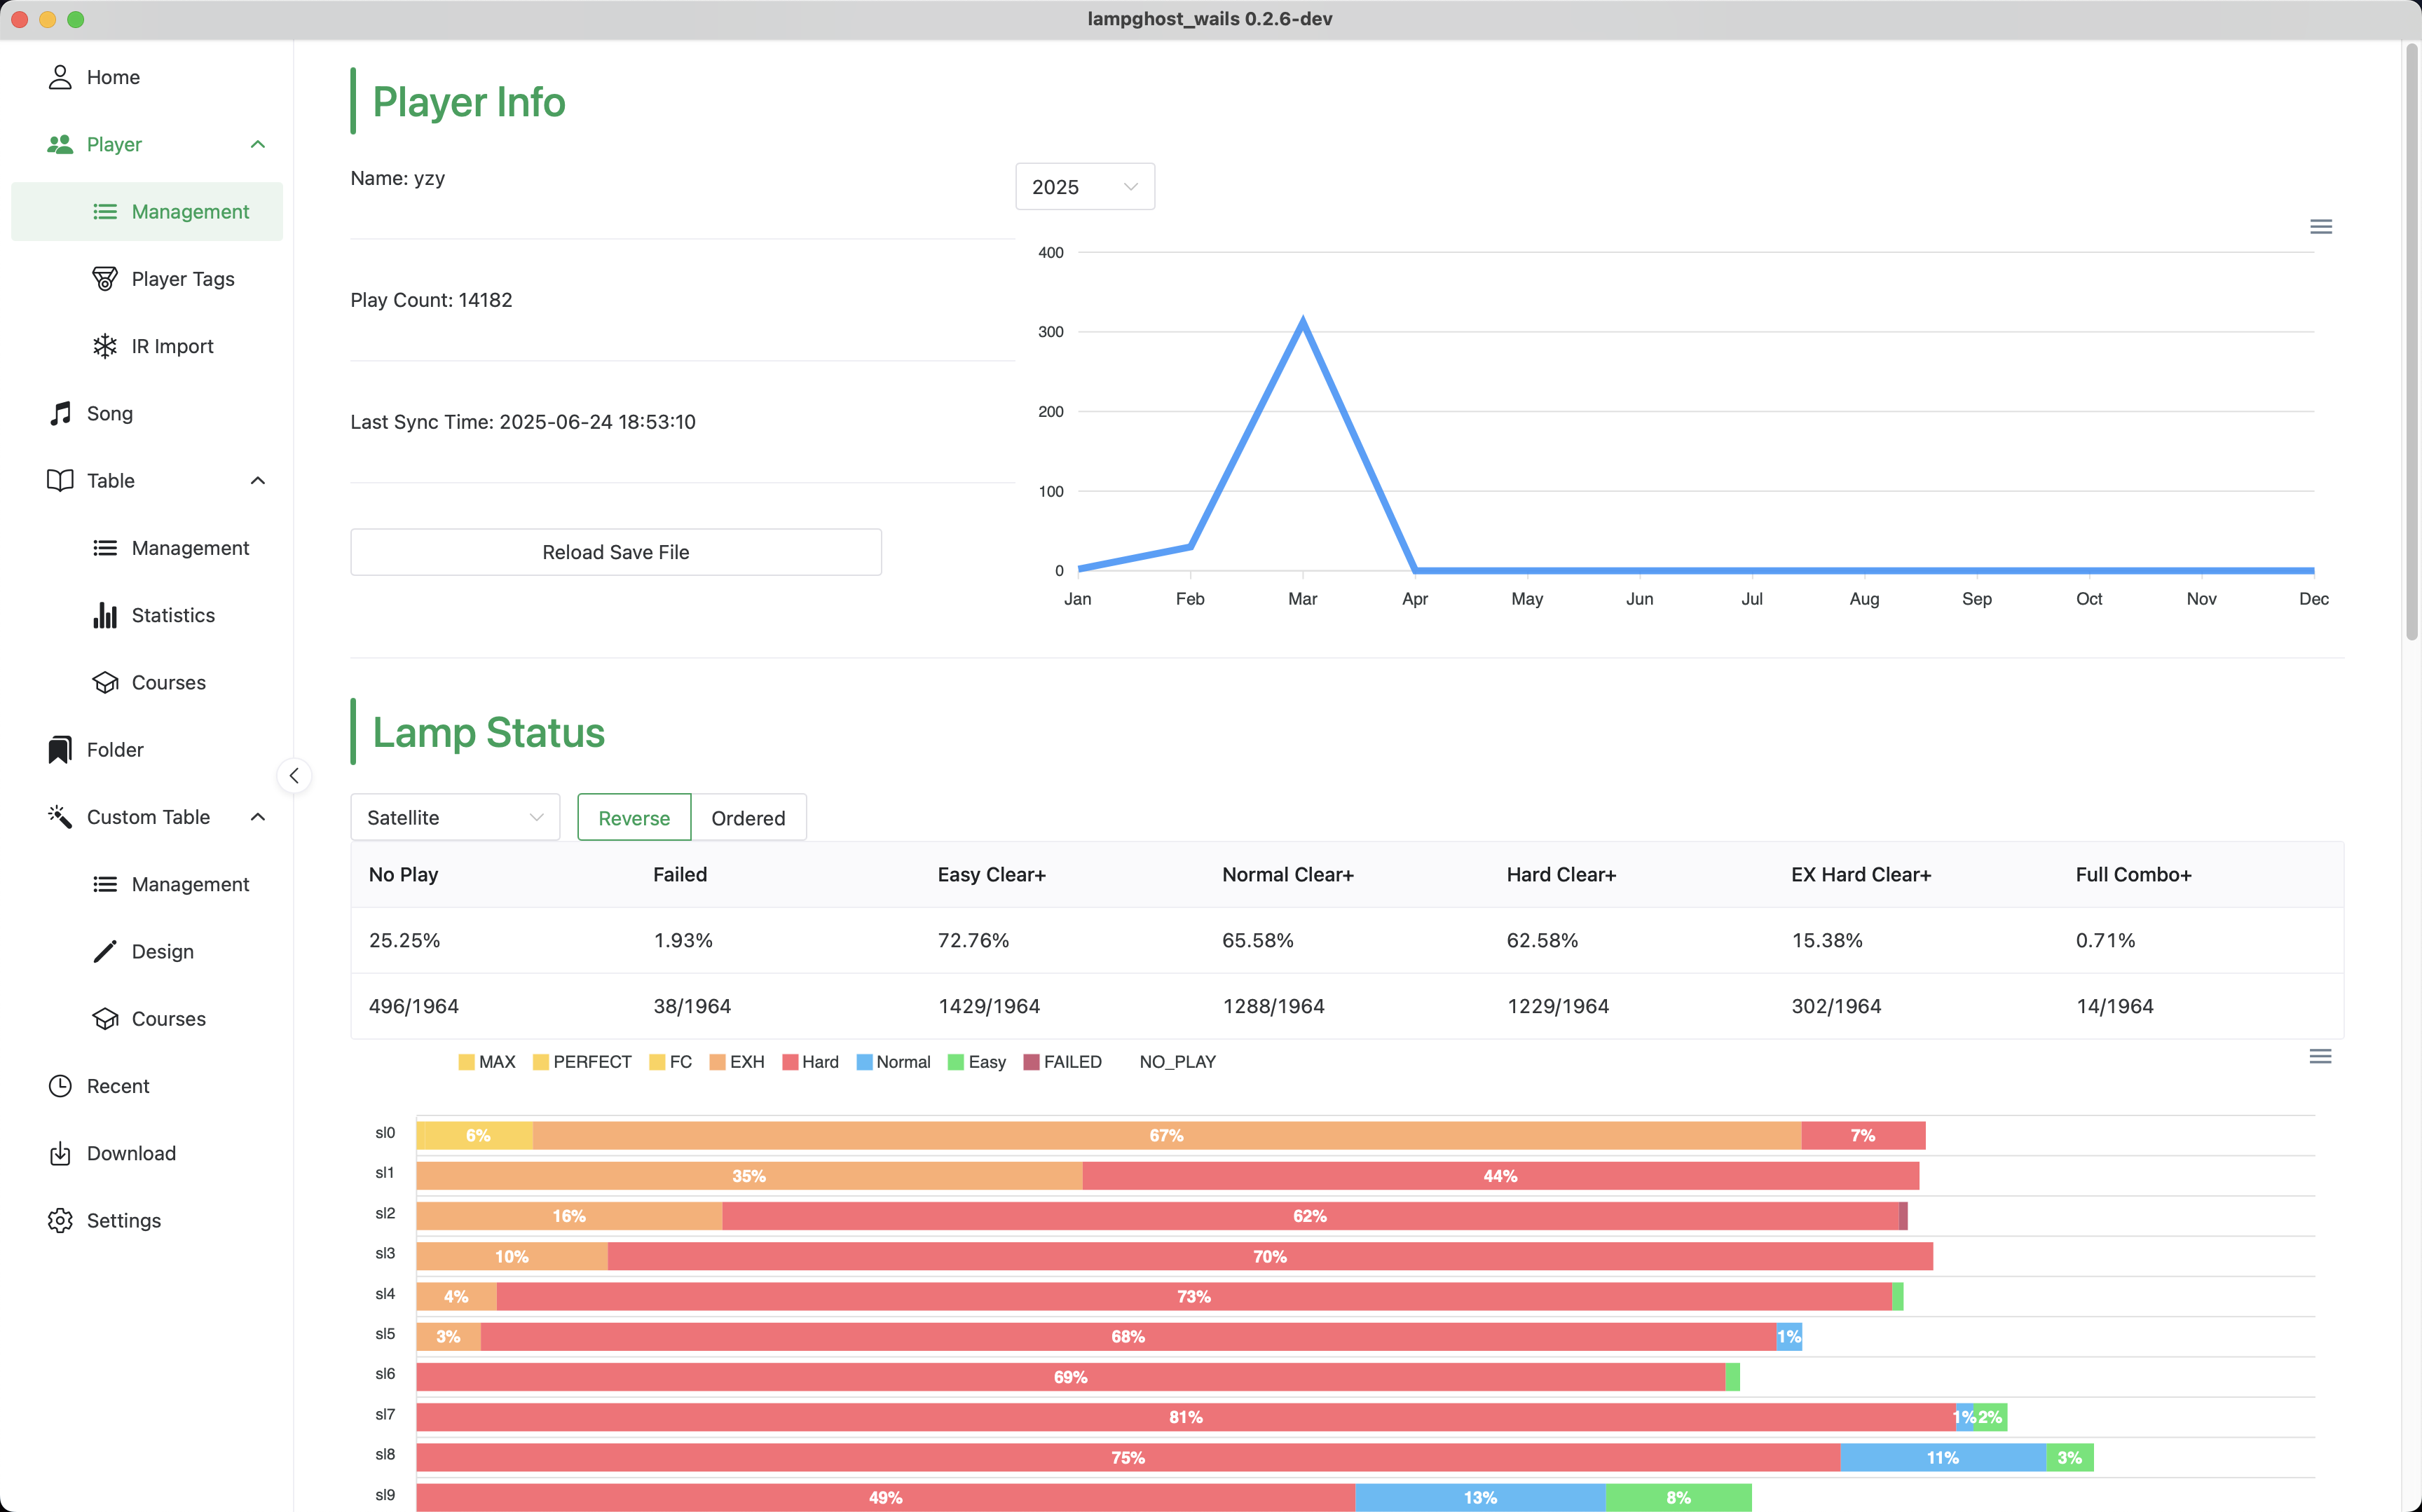 lampghost_wails 0.2.6-dev
Home
Player
Management
Player Tags
IR Import
Song
Table
Management
Statistics
Courses
Folder
Custom Table
Management
Design
Courses
Recent
Download
Settings
Player Info
Name: yzy
Play Count: 14182
Last Sync Time: 2025-06-24 18:53:10
Reload Save File
2025
400
300
200
100
0
Jan Feb Mar Apr May Jun Jul Aug Sep Oct Nov Dec
Lamp Status
Satellite Reverse Ordered
No Play Failed Easy Clear+ Normal Clear+ Hard Clear+ EX Hard Clear+ Full Combo+
25.25% 1.93% 72.76% 65.58% 62.58% 15.38% 0.71%
496/1964 38/1964 1429/1964 1288/1964 1229/1964 302/1964 14/1964
MAX PERFECT FC EXH Hard Normal Easy FAILED NO_PLAY
sl0 6% 67% 7%
sl1 35% 44%
sl2 16% 62%
sl3 10% 70%
sl4 4% 73%
sl5 3% 68% 1%
sl6 69%
sl7 81% 1% 2%
sl8 75% 11% 3%
sl9 49% 13% 8%